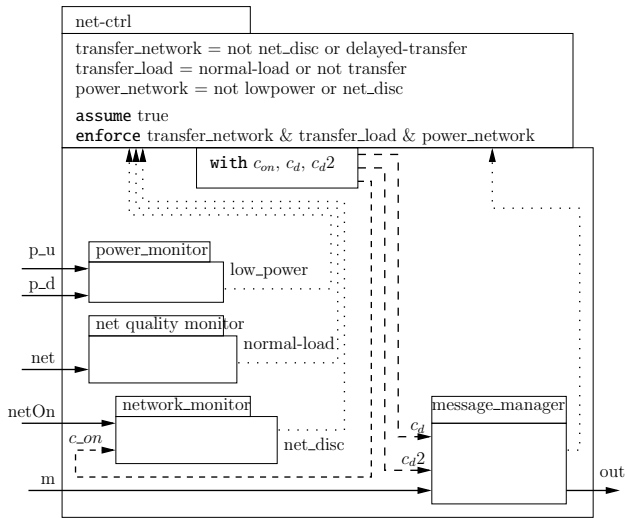 net-ctrl
transfer_network = not net_disc or delayed-transfer
transfer_load = normal-load or not transfer
power_network = not lowpower or net_disc
assume true
enforce transfer_network & transfer_load & power_network
with c_on, c_d, c_d2
p_u
power_monitor
low_power
p_d
net quality monitor
normal-load
net
network_monitor
message_manager
netOn
c_on
net_disc
c_d
c_d2
m
out